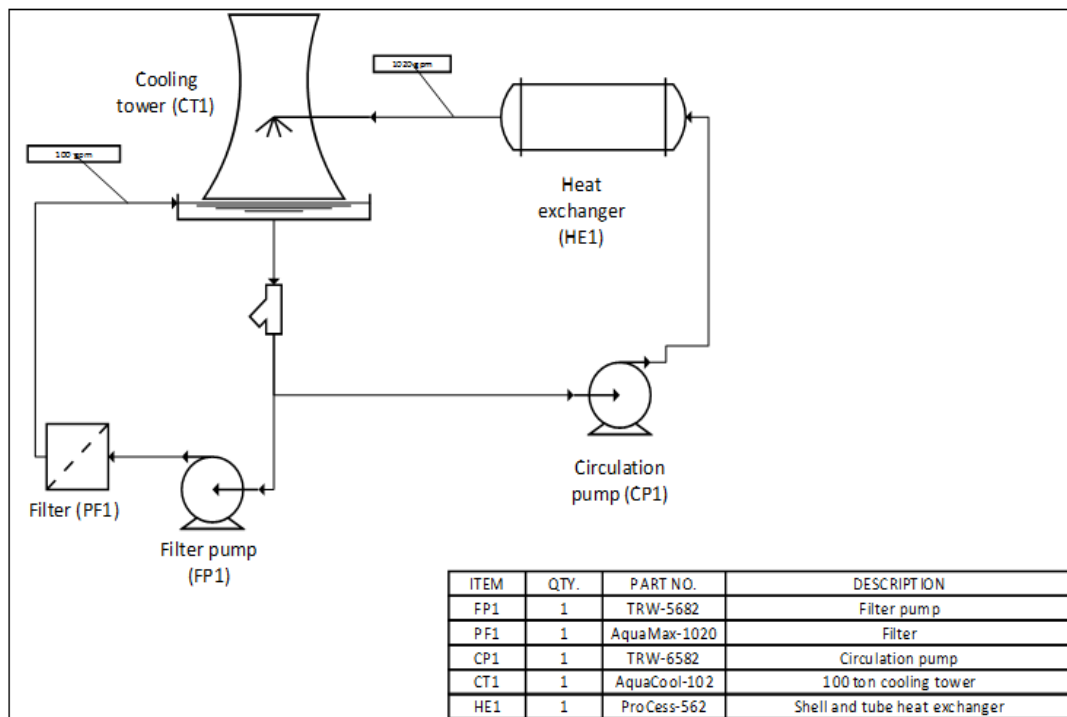 1020 gpm
Cooling
tower (CT1)
100 gpm
Heat
exchanger
(HE1)
Circulation
pump (CP1)
Filter (PF1)
Filter pump
(FP1)
ITEM QTY. PART NO. DESCRIPTION
FP1 1 TRW-5682 Filter pump
PF1 1 AquaMax-1020 Filter
CP1 1 TRW-6582 Circulation pump
CT1 1 AquaCool-102 100 ton cooling tower
HE1 1 ProCess-562 Shell and tube heat exchanger